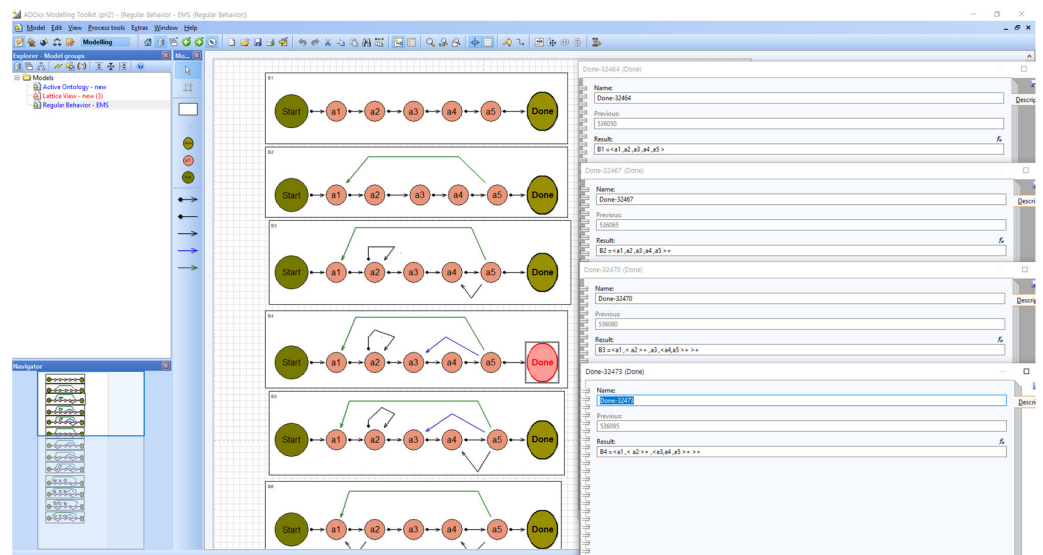 ADOxx Modelling Toolkit (pri2) - [Regular Behavior - EMS (Regular Behavior)]
Model Edit View Process tools Extras Window Help
Modelling
Explorer - Model groups
Mo...
Models
Active Ontology - new
Lattice View - new (3)
Regular Behavior - EMS
Navigator
a1
B1
Start a1 a2 a3 a4 a5 Done
B2
Start a1 a2 a3 a4 a5 Done
B3
Start a1 a2 a3 a4 a5 Done
B4
Start a1 a2 a3 a4 a5 Done
B5
Start a1 a2 a3 a4 a5 Done
B6
Start a1 a2 a3 a4 a5 Done
Done-32464 (Done)
Name:
Done-32464
Descrip
Previous:
536050
Result:
B1 =<a1,a2,a3,a4,a5 >
Done-32467 (Done)
Name:
Done-32467
Descri
Previous:
536065
Result:
B2 =<a1,a2,a3,a4,a5 >+
Done-32470 (Done)
Name:
Done-32470
Descrip
Previous:
536080
Result:
B3 =<a1,< a2 >+ ,a3,<a4,a5 >+ >+
Done-32473 (Done)
Name:
Done-32473
Descri
Previous:
536095
Result:
B4 =<a1,< a2 >+ ,<a3,a4,a5 >+ >+